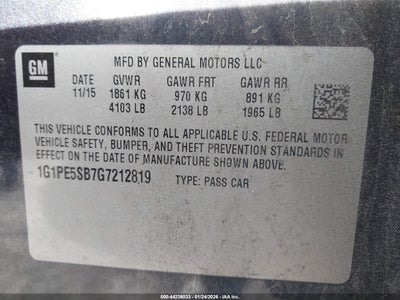 GM
MFD BY GENERAL MOTORS LLC
DATE GVWR GAWR FRT GAWR RR
11/15 1861 KG 970 KG 891 KG
4103 LB 2138 LB 1965 LB
THIS VEHICLE CONFORMS TO ALL APPLICABLE U.S. FEDERAL MOTOR
VEHICLE SAFETY, BUMPER, AND THEFT PREVENTION STANDARDS IN
EFFECT ON THE DATE OF MANUFACTURE SHOWN ABOVE.
1G1PE5SB7G7212819 TYPE: PASS CAR
000-44238033 - 01/24/2026 - IAA, LLC